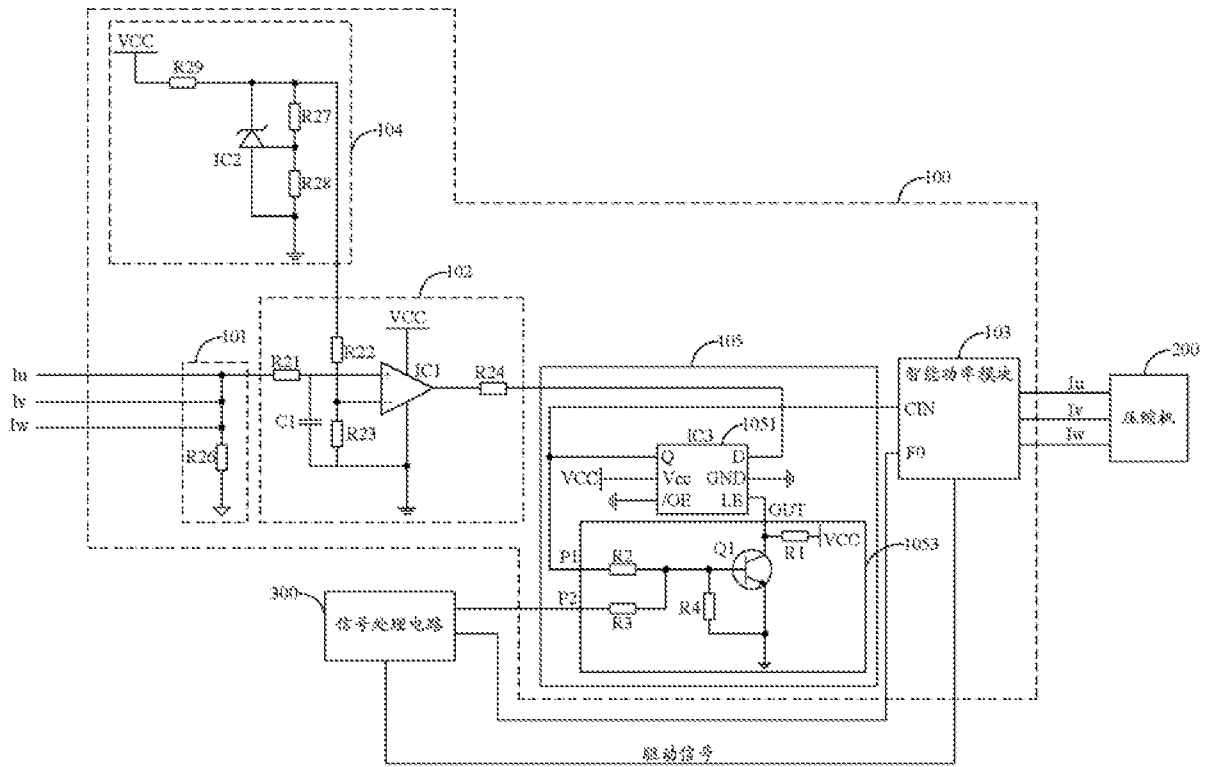 VCC
R29
R27
104
IC2
R28
100
102
VCC
101
R21
R22
IC1
R24
105
103
200
Iu
Iv
Iw
C1
R23
R26
IC3
1051
智能功率模块
CIN
F0
Iu
Iv
Iw
压缩机
Q
D
VCC
Vcc
GND
/OE
LE
OUT
P1
R2
Q1
R1
VCC
1053
300
信号处理电路
P2
R3
R4
驱动信号